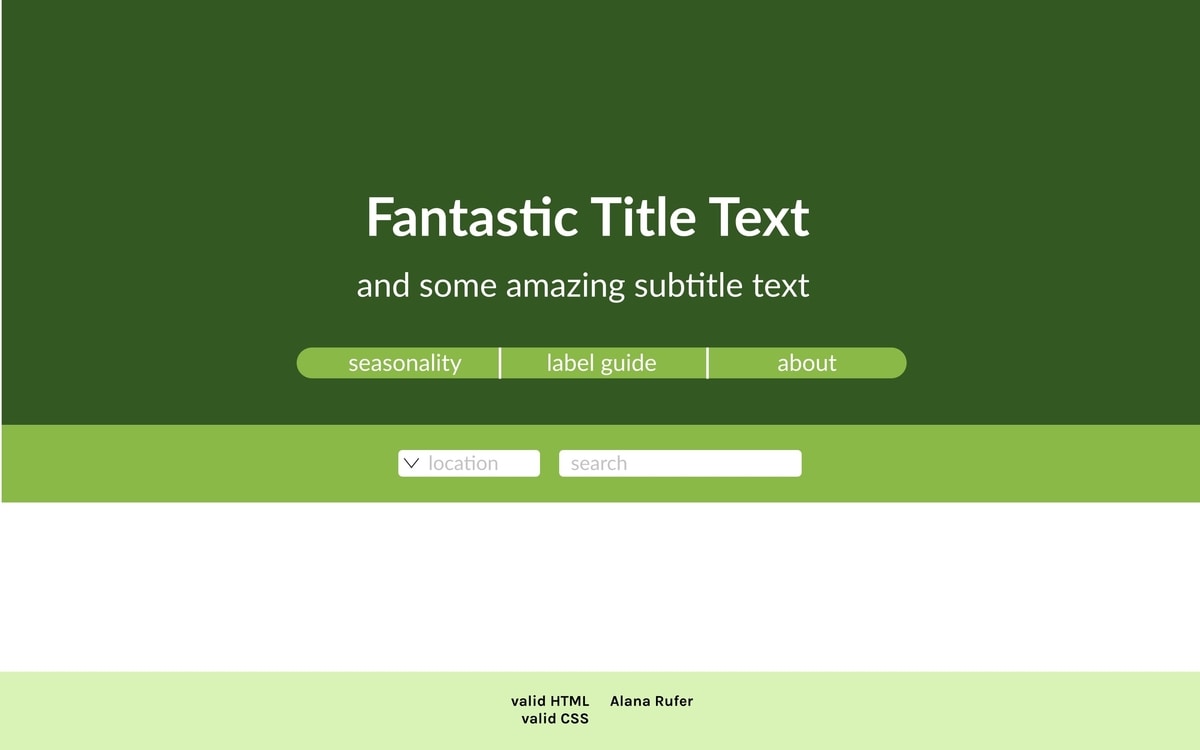 Fantastic Title Text
and some amazing subtitle text
seasonality label guide about
location search
valid HTML Alana Rufer
valid CSS